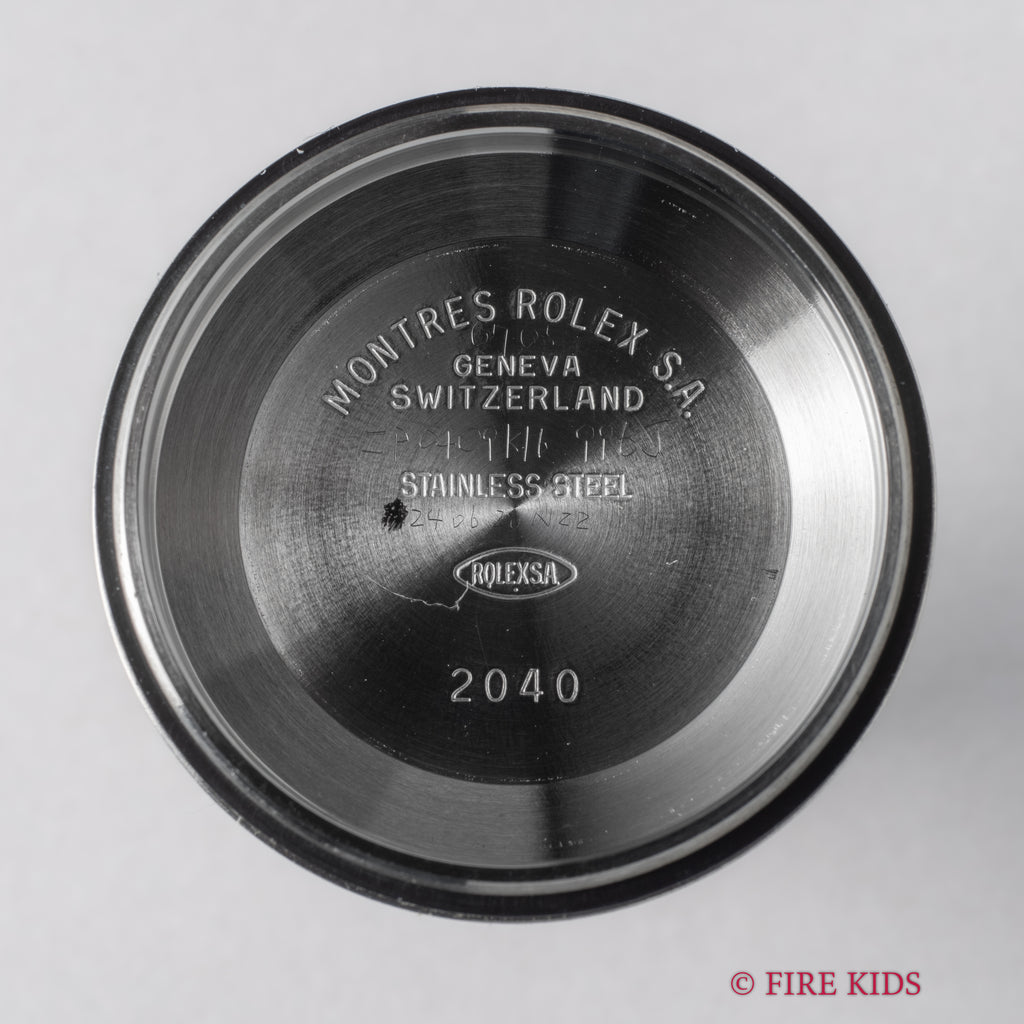 MONTRES ROLEX S.A.
GENEVA
SWITZERLAND
STAINLESS STEEL
ROLEX S.A.
2040
© FIRE KIDS